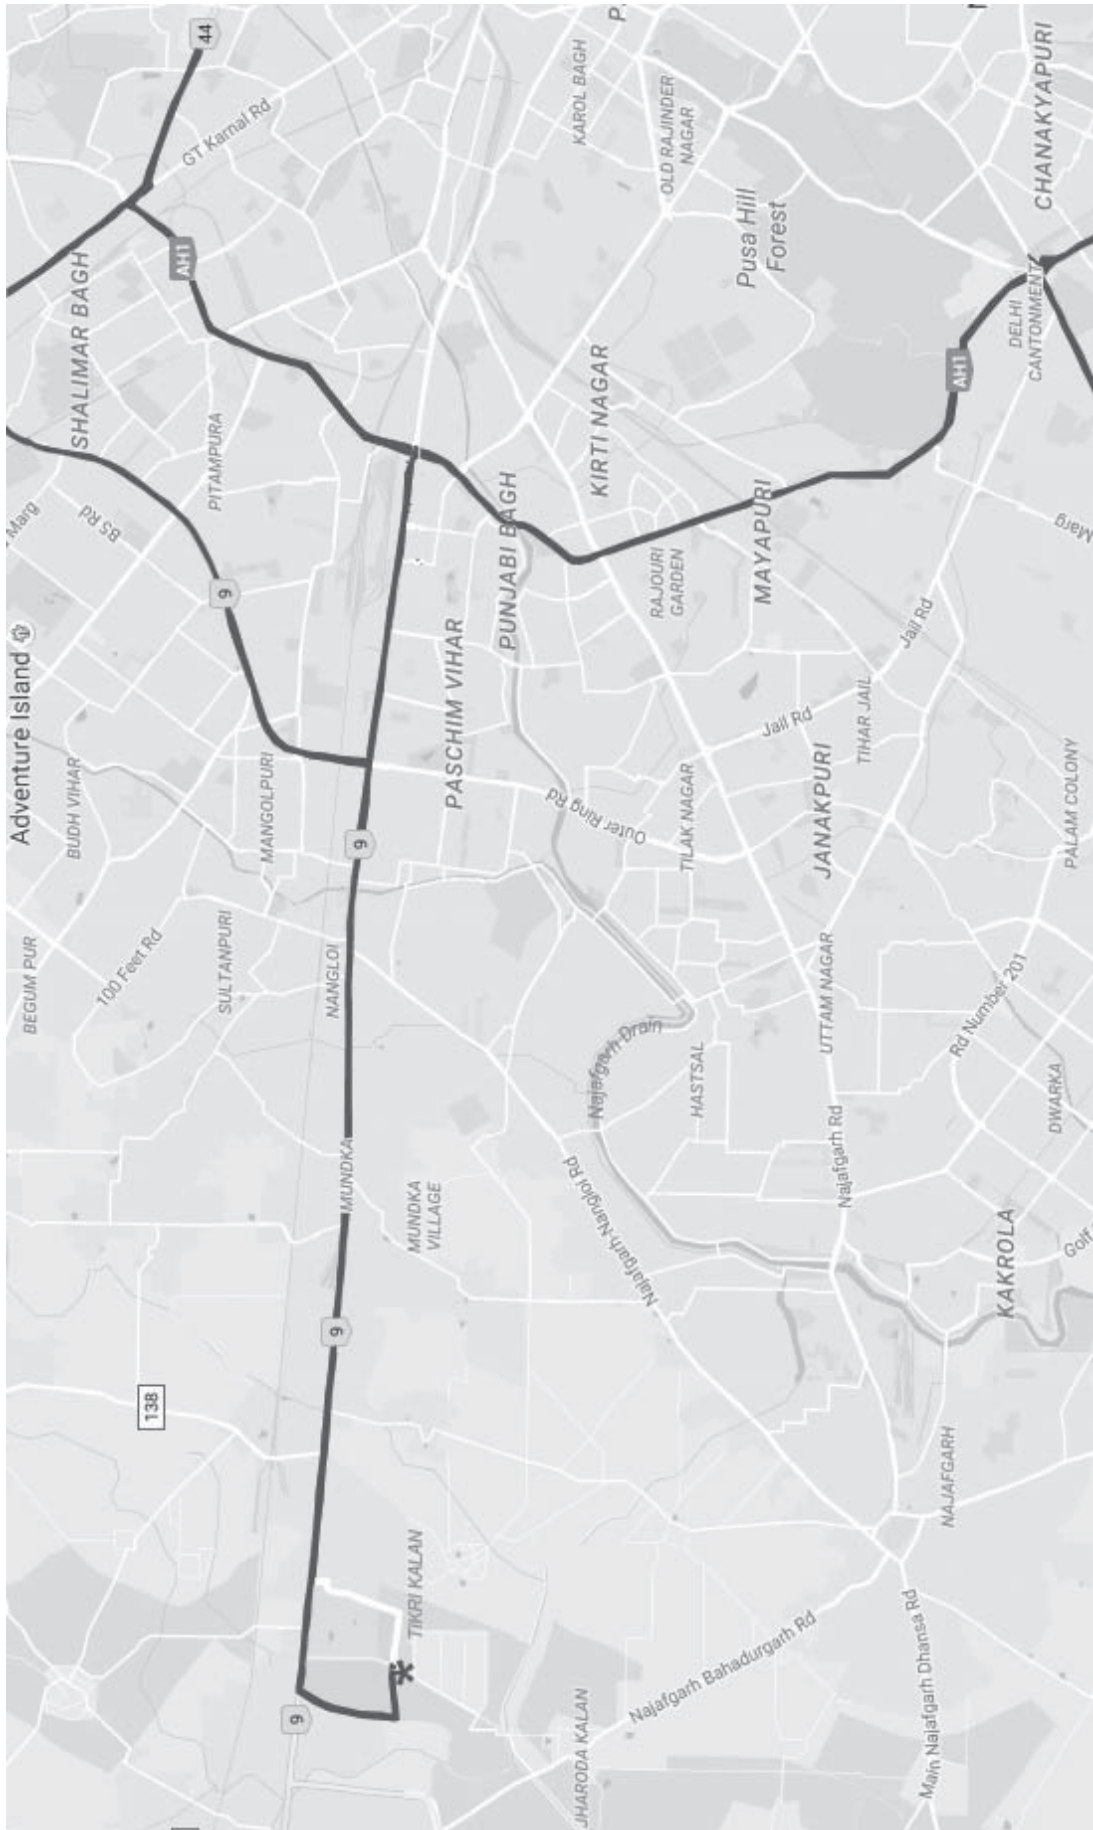 44
GT Karnal Rd
AH1
SHALIMAR BAGH
PITAMPURA
Marg
BS Rd
9
Adventure Island
BUDH VIHAR
MANGOLPURI
BEGUM PUR
100 Feet Rd
SULTANPURI
NANGLOI
9
MUNDKA
MUNDKA
VILLAGE
9
138
TIKRI KALAN
*
9
KAROL BAGH
OLD RAJINDER
NAGAR
Pusa Hill
Forest
CHANAKYAPURI
DELHI
CANTONMENT
AH1
KIRTI NAGAR
PUNJABI BAGH
RAJOURI
GARDEN
MAYAPURI
Marg
PASCHIM VIHAR
Jail Rd
Jail Rd
TIHAR JAIL
Outer Ring Rd
TILAK NAGAR
JANAKPURI
PALAM COLONY
UTTAM NAGAR
Najafgarh Drain
HASTSAL
Rd Number 201
DWARKA
Najafgarh Rd
Najafgarh-Nangloi Rd
KAKROLA
Golf
NAJAFGARH
Najafgarh Bahadurgarh Rd
Main Najafgarh Dhansa Rd
JHARODA KALAN